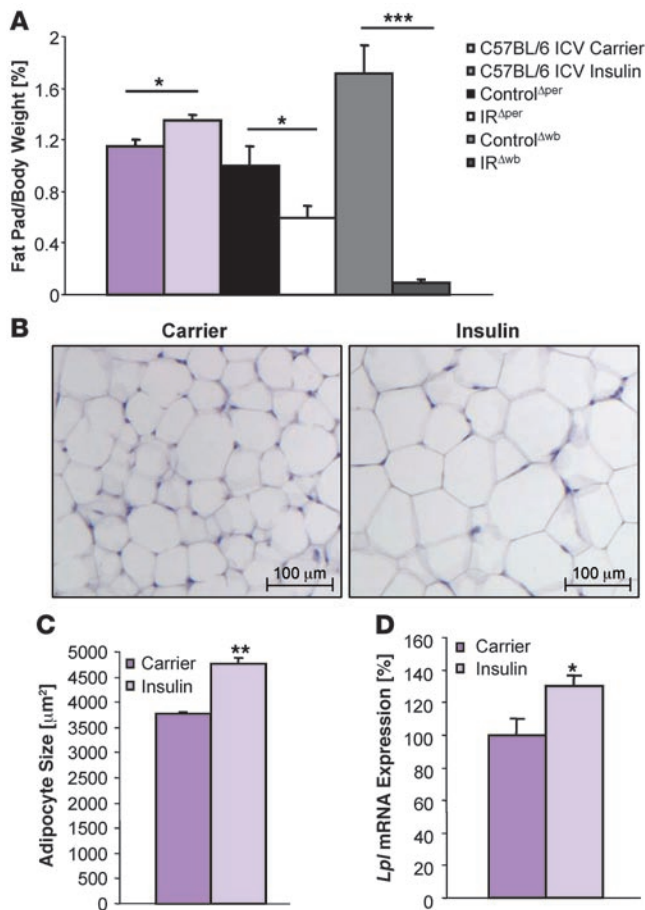 A
Fat Pad/Body Weight [%]
2
1.6
1.2
0.8
0.4
0
*
*
***
C57BL/6 ICV Carrier
C57BL/6 ICV Insulin
Control^Δper
IR^Δper
Control^Δwb
IR^Δwb
B
Carrier
Insulin
100 μm
100 μm
C
Adipocyte Size [μm²]
5000
4500
4000
3500
3000
2500
2000
1500
1000
500
0
Carrier
Insulin
**
D
Lpl mRNA Expression [%]
160
140
120
100
80
60
40
20
0
Carrier
Insulin
*